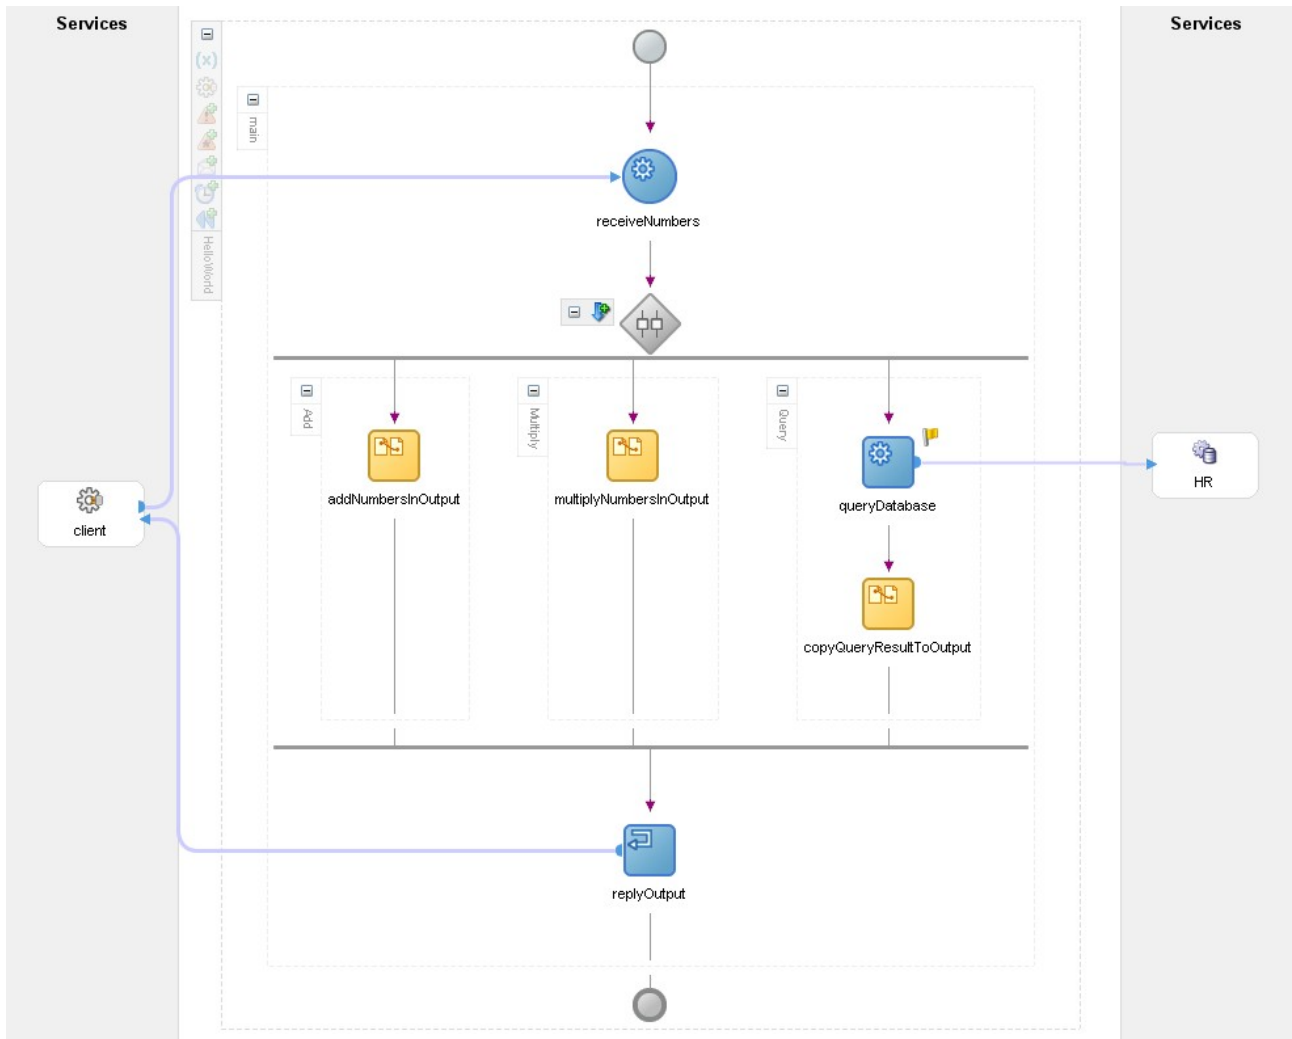 Services
Services
(x)
main
HelloWorld
receiveNumbers
Add
Multiply
Query
addNumbersInOutput
multiplyNumbersInOutput
queryDatabase
HR
client
copyQueryResultToOutput
replyOutput